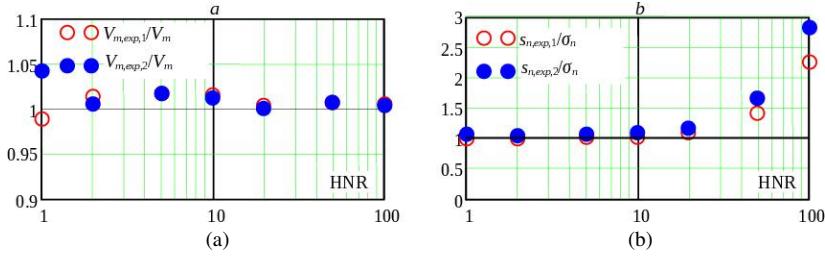 a
1.1
1.05
1
0.95
0.9
V_{m,exp,1}/V_m
V_{m,exp,2}/V_m
HNR
1 10 100
(a)
b
3
2.5
2
1.5
1
0.5
0
s_{n,exp,1}/σ_n
s_{n,exp,2}/σ_n
HNR
1 10 100
(b)